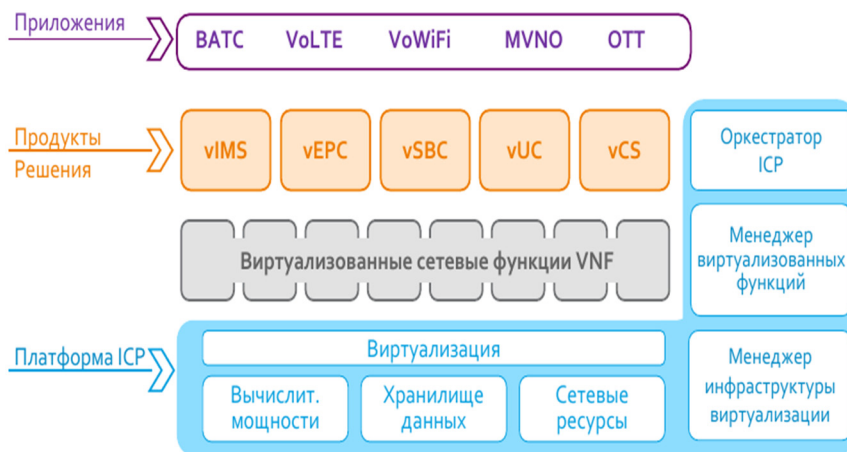 Приложения
ВАТС VoLTE VoWiFi MVNO OTT
Продукты
Решения
vIMS vEPC vSBC vUC vCS
Оркестратор
ICP
Виртуализованные сетевые функции VNF
Менеджер
виртуализованных
функций
Платформа ICP
Виртуализация
Вычислит.
мощности
Хранилище
данных
Сетевые
ресурсы
Менеджер
инфраструктуры
виртуализации